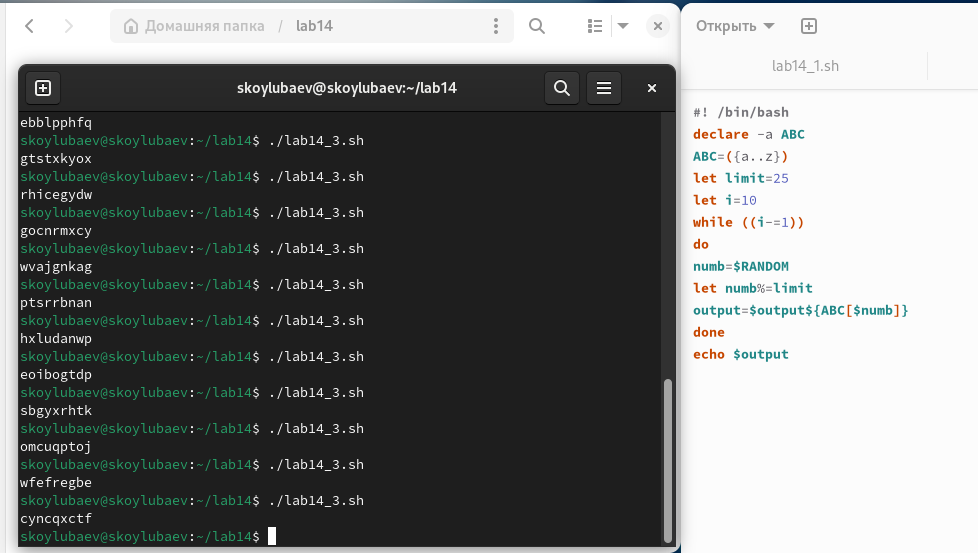 Домашняя папка / lab14
skoylubaev@skoylubaev:~/lab14
ebblpphfq
skoylubaev@skoylubaev:~/lab14$ ./lab14_3.sh
gtstxkyox
skoylubaev@skoylubaev:~/lab14$ ./lab14_3.sh
rhicegydw
skoylubaev@skoylubaev:~/lab14$ ./lab14_3.sh
gocnrmxcy
skoylubaev@skoylubaev:~/lab14$ ./lab14_3.sh
wvajgnkag
skoylubaev@skoylubaev:~/lab14$ ./lab14_3.sh
ptsrrbnan
skoylubaev@skoylubaev:~/lab14$ ./lab14_3.sh
hxludanwp
skoylubaev@skoylubaev:~/lab14$ ./lab14_3.sh
eoibogtdp
skoylubaev@skoylubaev:~/lab14$ ./lab14_3.sh
sbgyxrhtk
skoylubaev@skoylubaev:~/lab14$ ./lab14_3.sh
omcuqptoj
skoylubaev@skoylubaev:~/lab14$ ./lab14_3.sh
wfefregbe
skoylubaev@skoylubaev:~/lab14$ ./lab14_3.sh
cyncqxctf
skoylubaev@skoylubaev:~/lab14$
Открыть
lab14_1.sh
#! /bin/bash
declare -a ABC
ABC=({a..z})
let limit=25
let i=10
while ((i-=1))
do
numb=$RANDOM
let numb%=limit
output=$output${ABC[$numb]}
done
echo $output